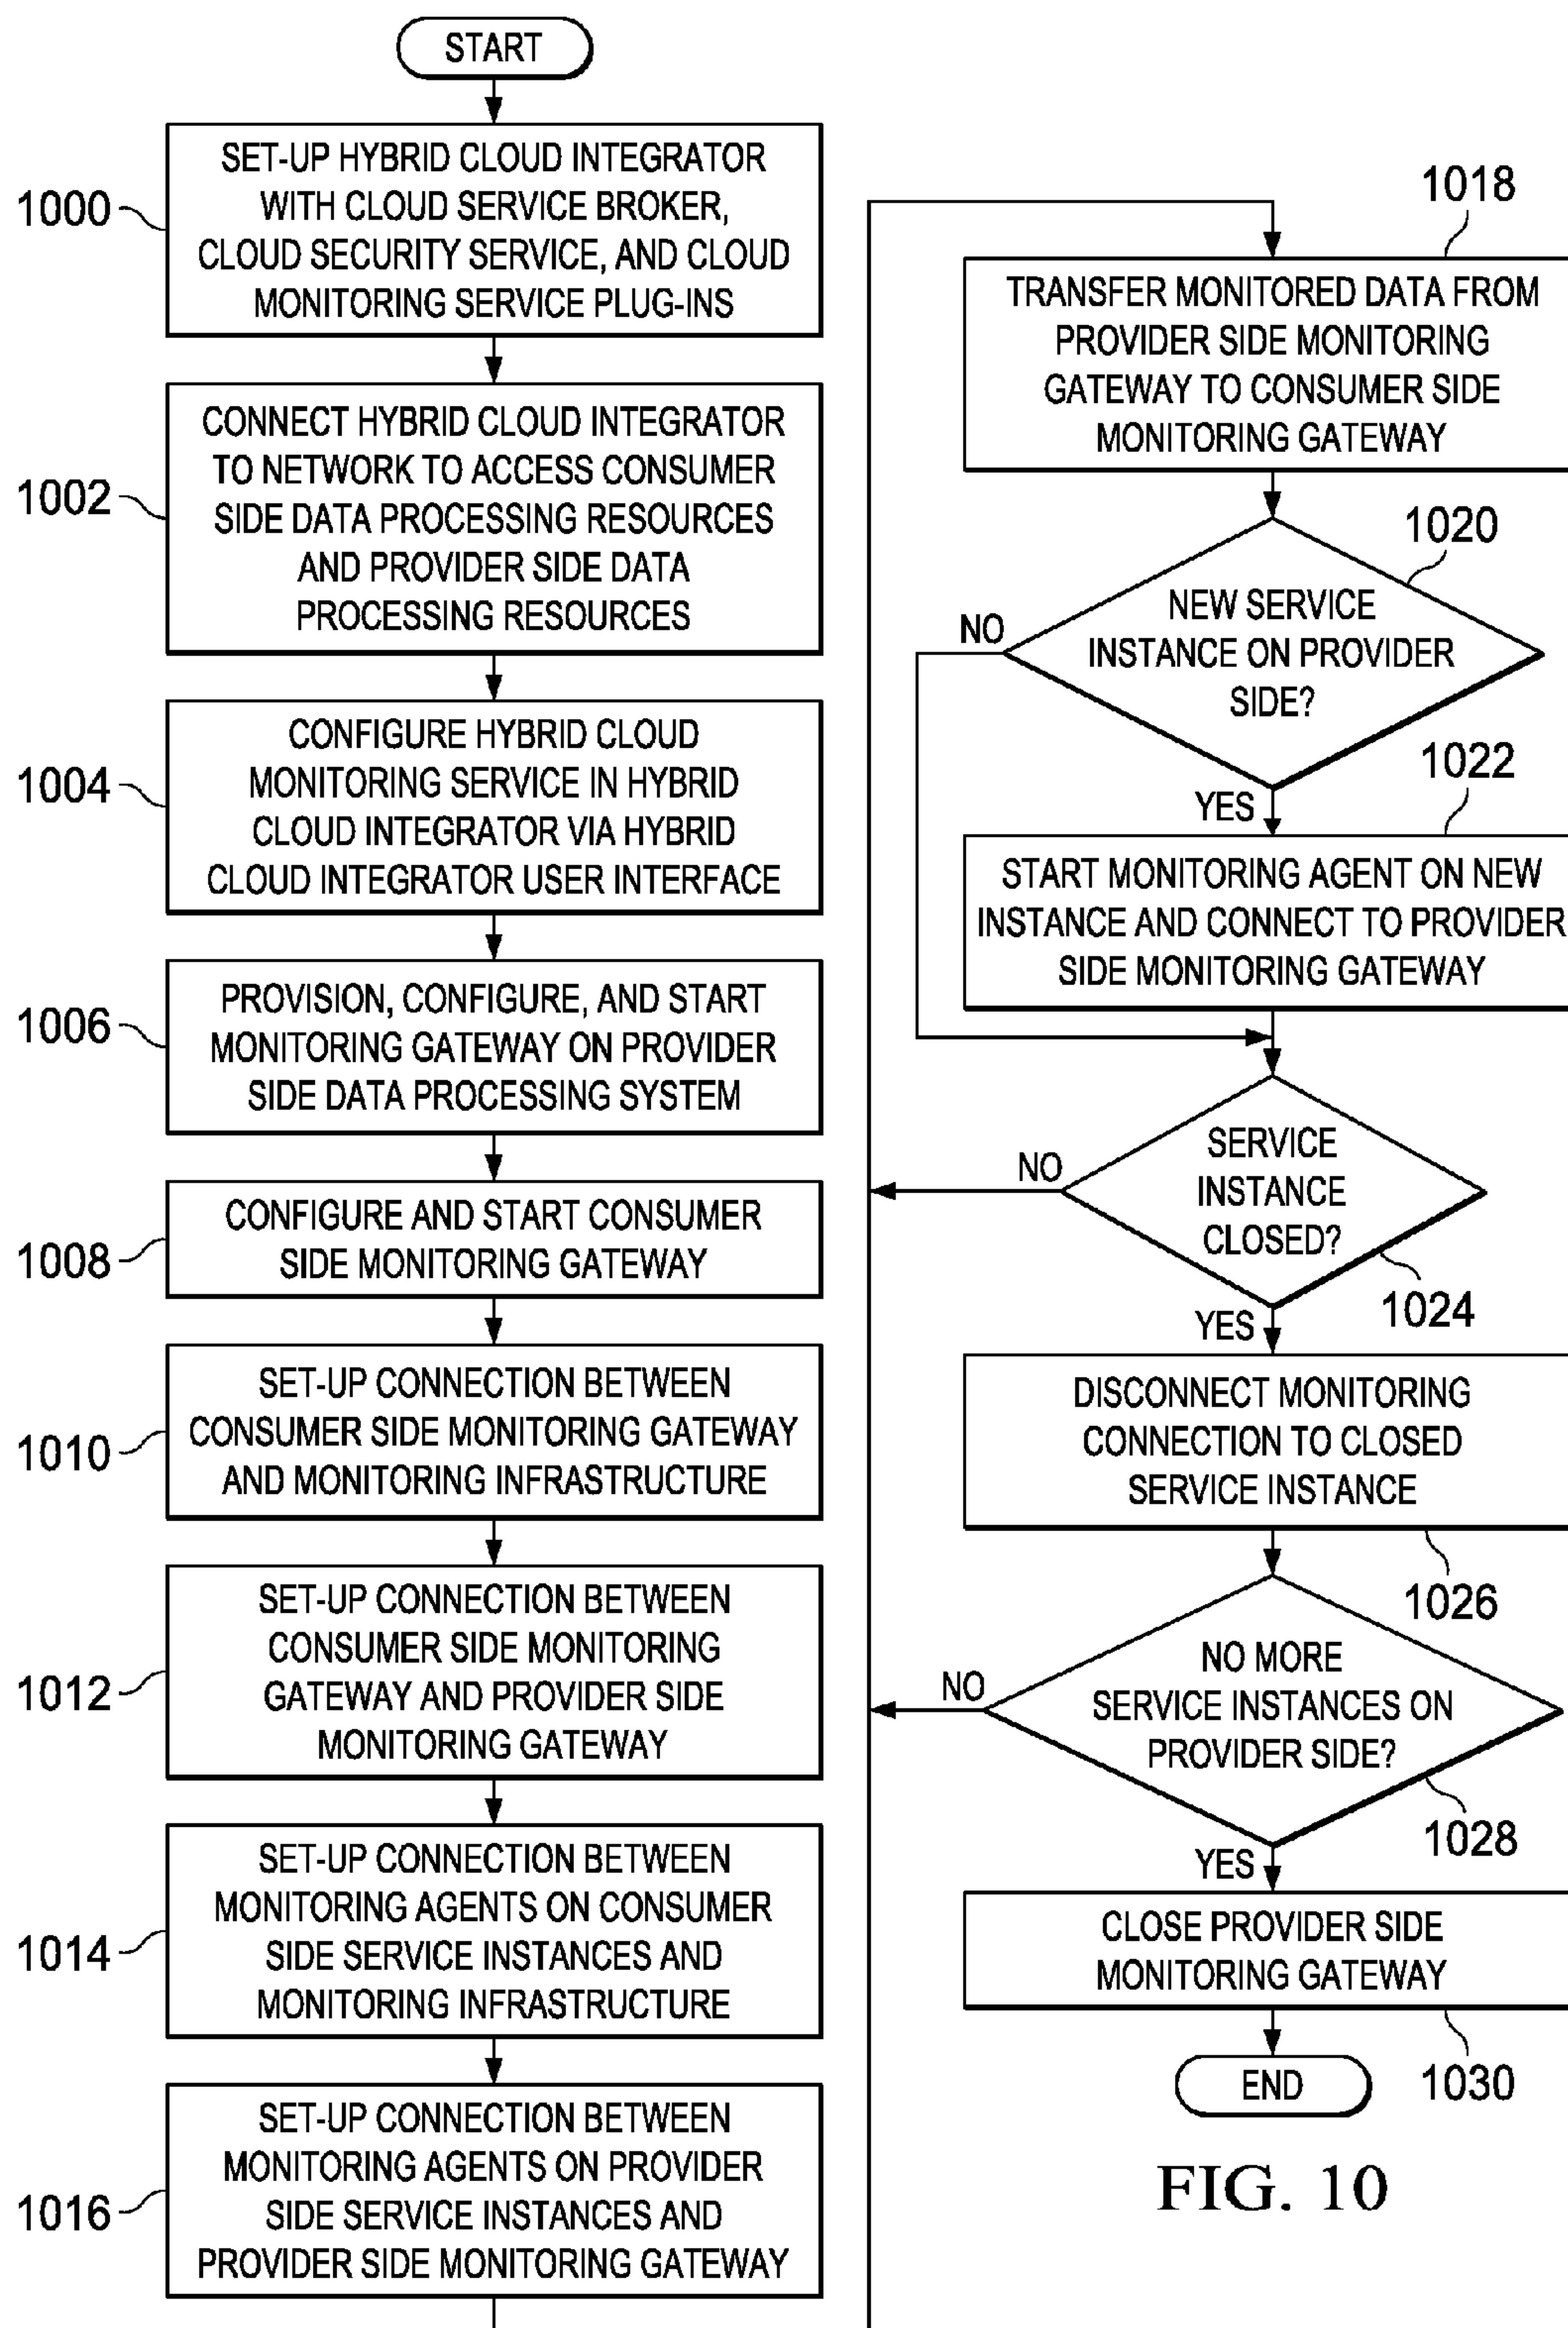 START
1000
SET-UP HYBRID CLOUD INTEGRATOR
WITH CLOUD SERVICE BROKER,
CLOUD SECURITY SERVICE, AND CLOUD
MONITORING SERVICE PLUG-INS
1002
CONNECT HYBRID CLOUD INTEGRATOR
TO NETWORK TO ACCESS CONSUMER
SIDE DATA PROCESSING RESOURCES
AND PROVIDER SIDE DATA
PROCESSING RESOURCES
1004
CONFIGURE HYBRID CLOUD
MONITORING SERVICE IN HYBRID
CLOUD INTEGRATOR VIA HYBRID
CLOUD INTEGRATOR USER INTERFACE
1006
PROVISION, CONFIGURE, AND START
MONITORING GATEWAY ON PROVIDER
SIDE DATA PROCESSING SYSTEM
1008
CONFIGURE AND START CONSUMER
SIDE MONITORING GATEWAY
1010
SET-UP CONNECTION BETWEEN
CONSUMER SIDE MONITORING GATEWAY
AND MONITORING INFRASTRUCTURE
1012
SET-UP CONNECTION BETWEEN
CONSUMER SIDE MONITORING
GATEWAY AND PROVIDER SIDE
MONITORING GATEWAY
1014
SET-UP CONNECTION BETWEEN
MONITORING AGENTS ON CONSUMER
SIDE SERVICE INSTANCES AND
MONITORING INFRASTRUCTURE
1016
SET-UP CONNECTION BETWEEN
MONITORING AGENTS ON PROVIDER
SIDE SERVICE INSTANCES AND
PROVIDER SIDE MONITORING GATEWAY
1018
TRANSFER MONITORED DATA FROM
PROVIDER SIDE MONITORING
GATEWAY TO CONSUMER SIDE
MONITORING GATEWAY
1020
NEW SERVICE
INSTANCE ON PROVIDER
SIDE?
NO
YES
1022
START MONITORING AGENT ON NEW
INSTANCE AND CONNECT TO PROVIDER
SIDE MONITORING GATEWAY
SERVICE
INSTANCE
CLOSED?
NO
1024
YES
DISCONNECT MONITORING
CONNECTION TO CLOSED
SERVICE INSTANCE
1026
NO MORE
SERVICE INSTANCES ON
PROVIDER SIDE?
NO
1028
YES
CLOSE PROVIDER SIDE
MONITORING GATEWAY
1030
END
FIG. 10